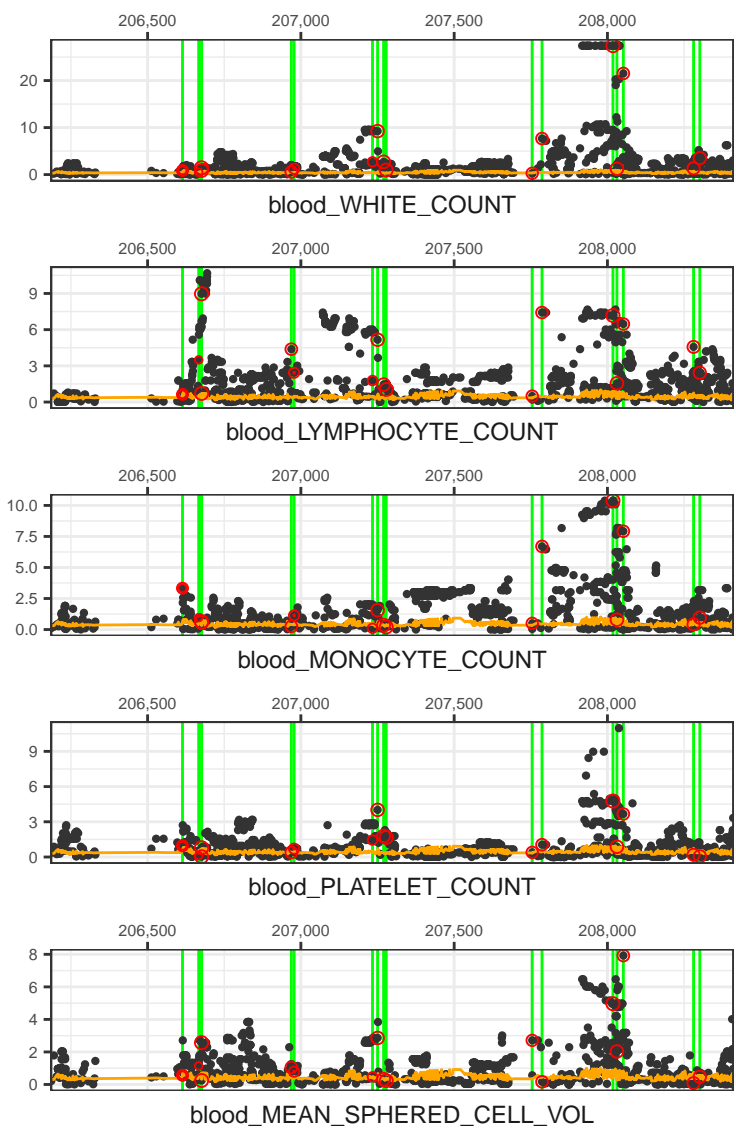 206,500 207,000 207,500 208,000
20
10
0
blood_WHITE_COUNT
206,500 207,000 207,500 208,000
9
6
3
0
blood_LYMPHOCYTE_COUNT
206,500 207,000 207,500 208,000
10.0
7.5
5.0
2.5
0.0
blood_MONOCYTE_COUNT
206,500 207,000 207,500 208,000
9
6
3
0
blood_PLATELET_COUNT
206,500 207,000 207,500 208,000
8
6
4
2
0
blood_MEAN_SPHERED_CELL_VOL